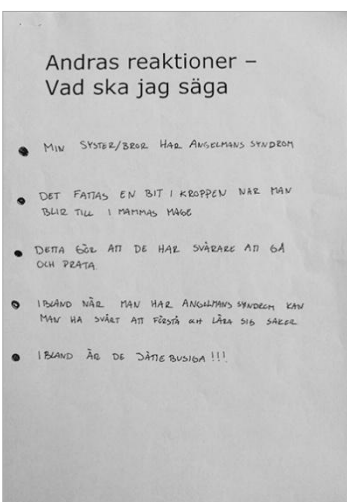 Andras reaktioner –
Vad ska jag säga
MIN SYSTER/BROR HAR ANGELMANS SYNDROM
DET FATTAS EN BIT I KROPPEN NÄR MAN
BLIR TILL I MAMMAS MAGE
DETTA GÖR ATT DE HAR SVÅRARE ATT GÅ
OCH PRATA.
IBLAND NÄR MAN HAR ANGELMANS SYNDROM KAN
MAN HA SVÅRT ATT FÖRSTÅ OCH LÄRA SIG SAKER
IBLAND ÄR DE JÄTTEBUSIGA!!!